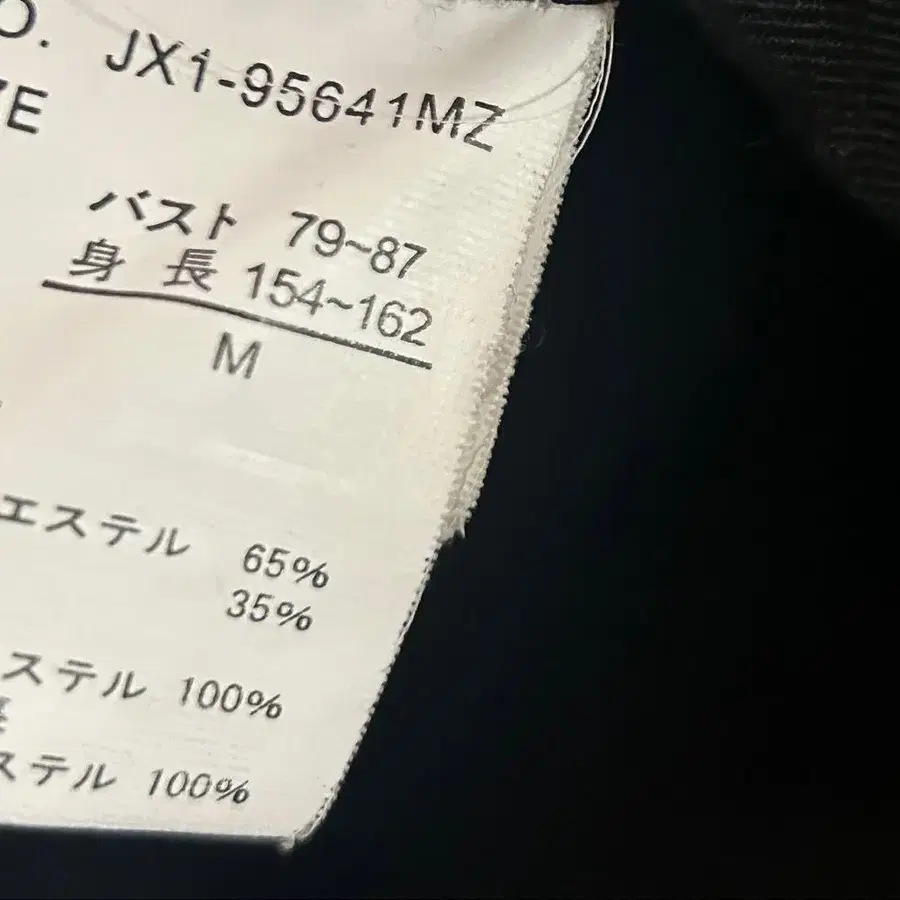 O. JX1-95641MZ
ZE
バスト 79~87
身 長 154~162
M
エステル 65%
35%
ステル 100%
ステル 100%